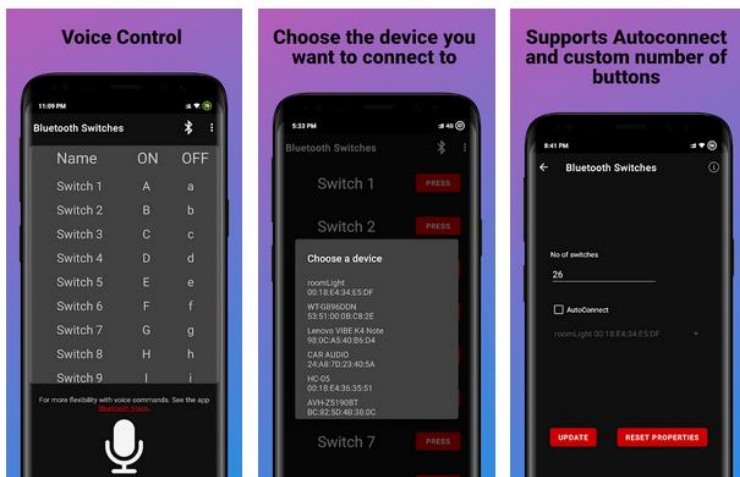 Voice Control
11:09 PM
Bluetooth Switches
Name ON OFF
Switch 1 A a
Switch 2 B b
Switch 3 C c
Switch 4 D d
Switch 5 E e
Switch 6 F f
Switch 7 G g
Switch 8 H h
Switch 9 I i
For more flexibility with voice commands. See the app
Choose the device you
want to connect to
5:33 PM
4G
Bluetooth Switches
Switch 1 PRESS
Switch 2 PRESS
Choose a device
roomLight
00:18:E4:34:E5:DF
WT-G896DDN
53:51:00:08:C8:2E
Lenovo VIBE K4 Note
98:0C:A5:40:B6:D4
CAR AUDIO
24:A8:7D:23:40:5A
HC-05
00:18:E4:36:35:51
AVH-Z5190BT
BC:82:5D:4B:38:0C
Switch 7 PRESS
Supports Autoconnect
and custom number of
buttons
8:41 PM
Bluetooth Switches
No of switches
26
AutoConnect
roomLight 00:18:E4:34:E5:DF
UPDATE RESET PROPERTIES